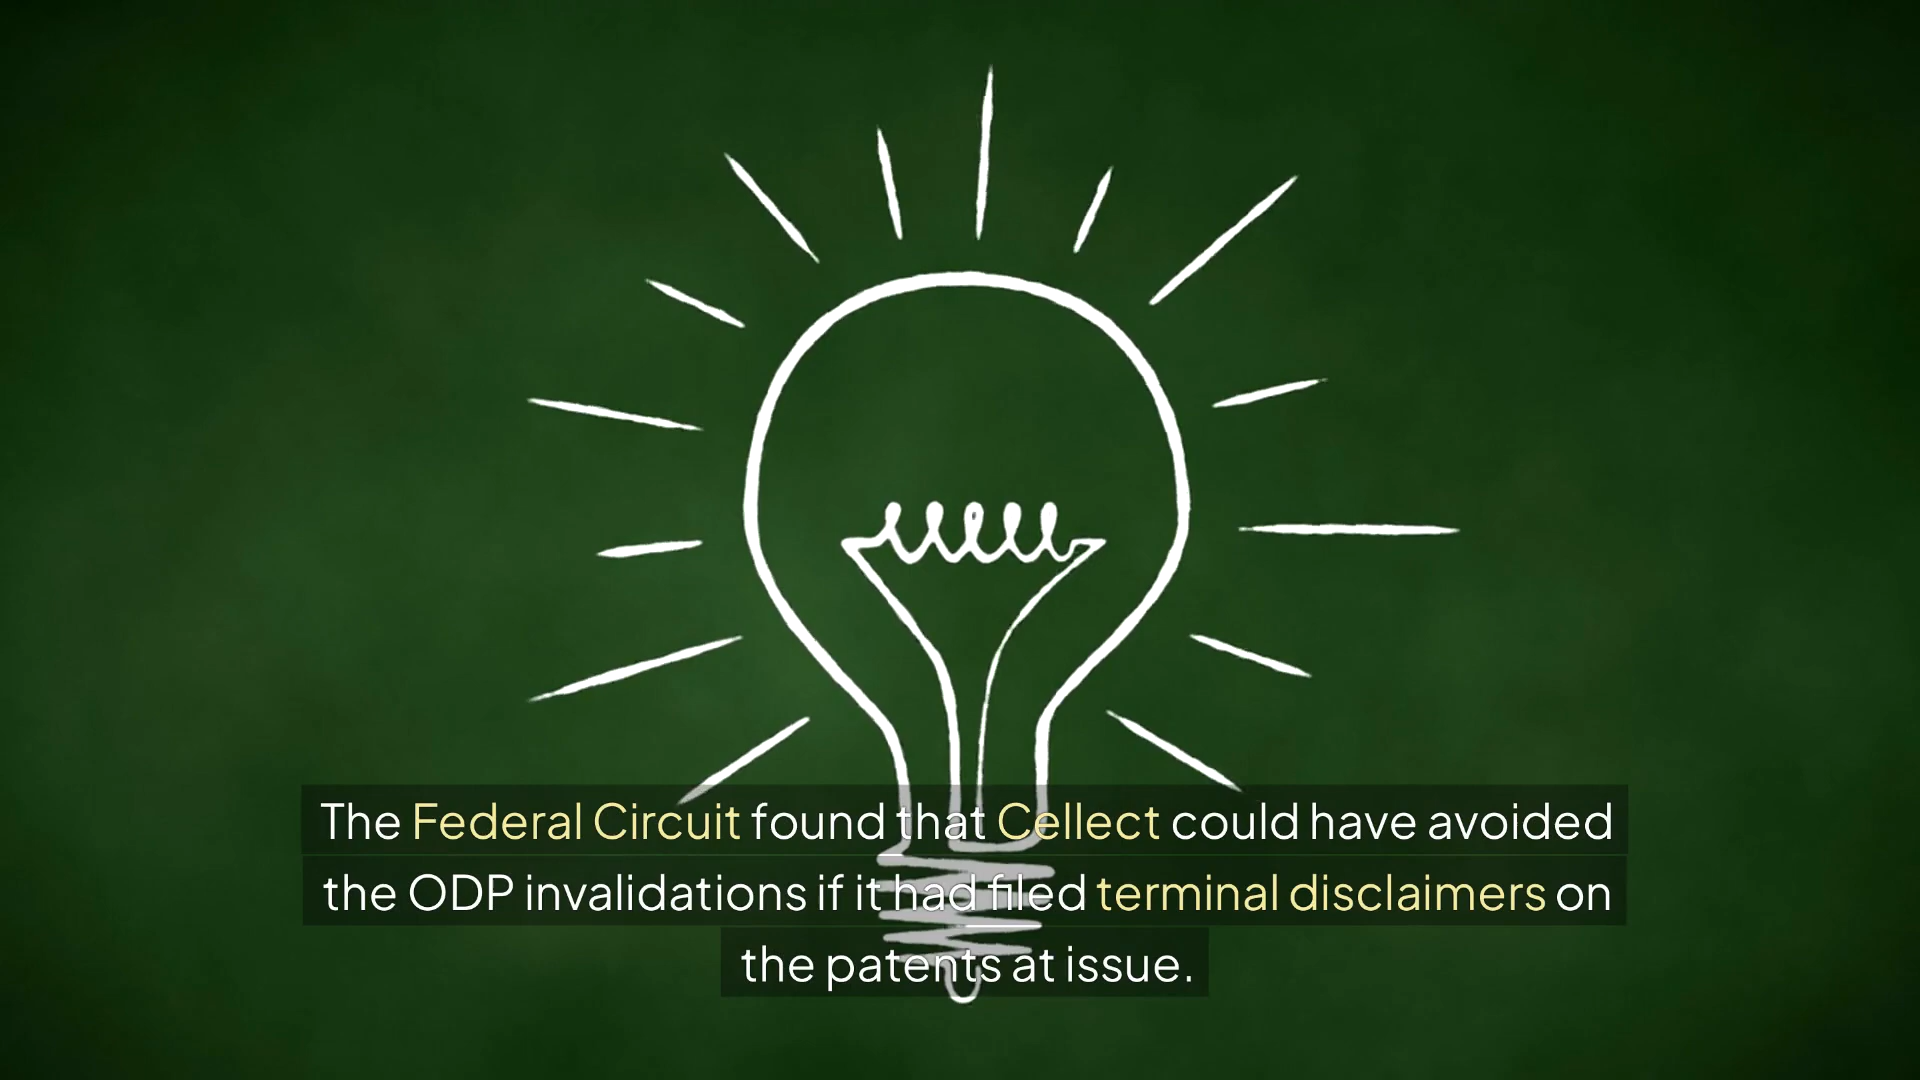 The Federal Circuit found that Cellect could have avoided
the ODP invalidations if it had filed terminal disclaimers on
the patents at issue.